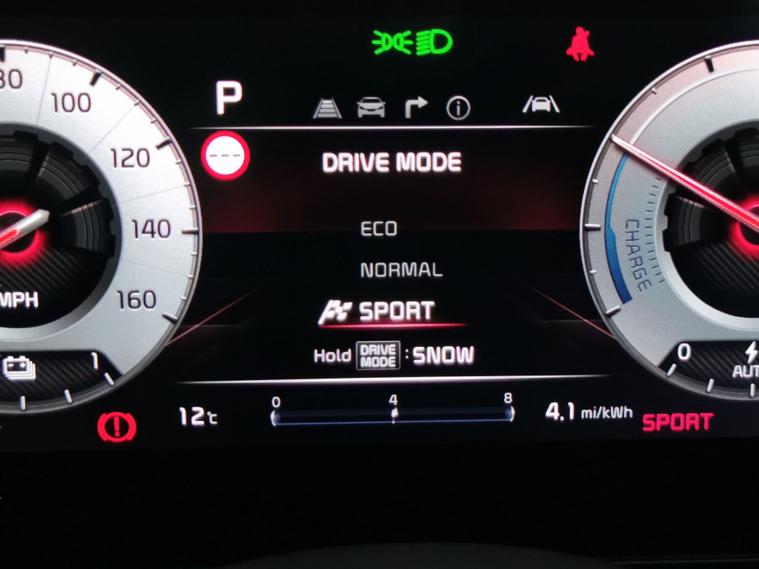 80
100
P
120
DRIVE MODE
140
ECO
NORMAL
CHARGE
160
MPH
SPORT
Hold DRIVE MODE : SNOW
1
0
0 4 8
12℃
4.1 mi/kWh
SPORT